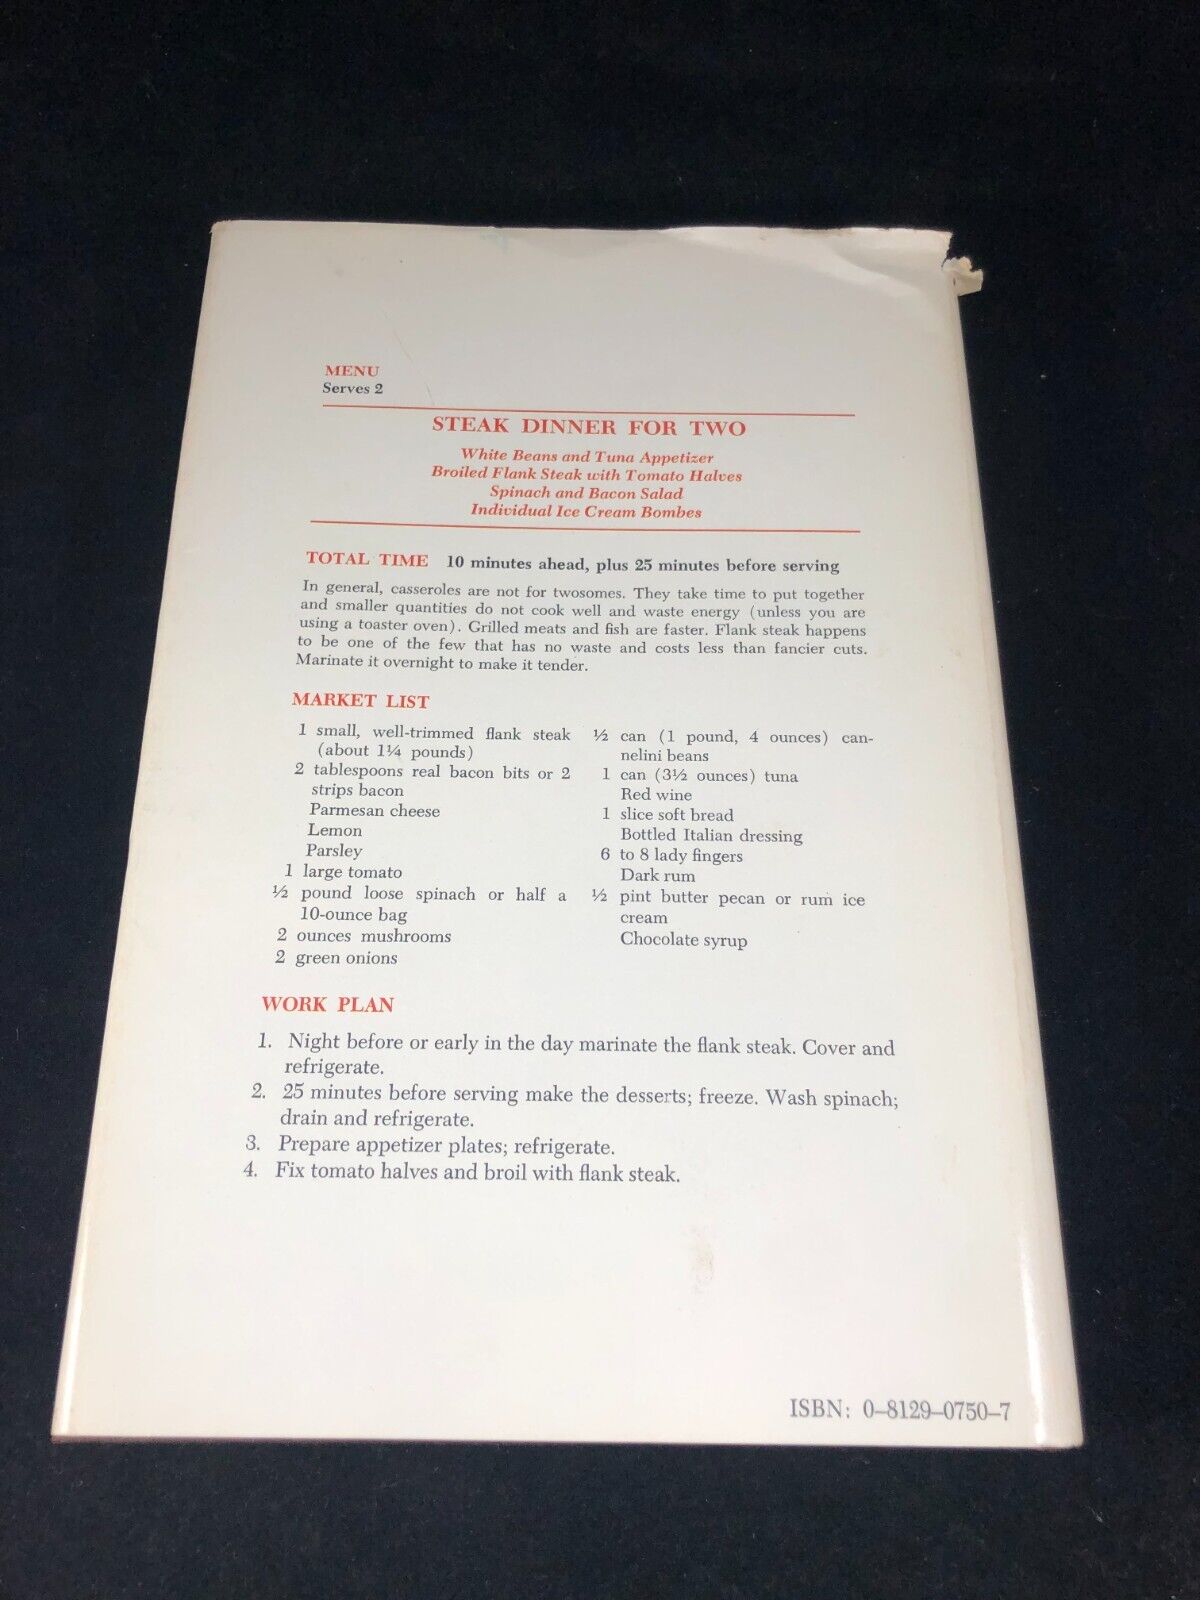 MENU
Serves 2
STEAK DINNER FOR TWO
White Beans and Tuna Appetizer
Broiled Flank Steak with Tomato Halves
Spinach and Bacon Salad
Individual Ice Cream Bombes
TOTAL TIME 10 minutes ahead, plus 25 minutes before serving
In general, casseroles are not for twosomes. They take time to put together
and smaller quantities do not cook well and waste energy (unless you are
using a toaster oven). Grilled meats and fish are faster. Flank steak happens
to be one of the few that has no waste and costs less than fancier cuts.
Marinate it overnight to make it tender.
MARKET LIST
1 small, well-trimmed flank steak
(about 1¼ pounds)
2 tablespoons real bacon bits or 2
strips bacon
Parmesan cheese
Lemon
Parsley
1 large tomato
½ pound loose spinach or half a
10-ounce bag
2 ounces mushrooms
2 green onions
½ can (1 pound, 4 ounces) can-
nelini beans
1 can (3½ ounces) tuna
Red wine
1 slice soft bread
Bottled Italian dressing
6 to 8 lady fingers
Dark rum
½ pint butter pecan or rum ice
cream
Chocolate syrup
WORK PLAN
1. Night before or early in the day marinate the flank steak. Cover and
refrigerate.
2. 25 minutes before serving make the desserts; freeze. Wash spinach;
drain and refrigerate.
3. Prepare appetizer plates; refrigerate.
4. Fix tomato halves and broil with flank steak.
ISBN: 0–8129–0750–7